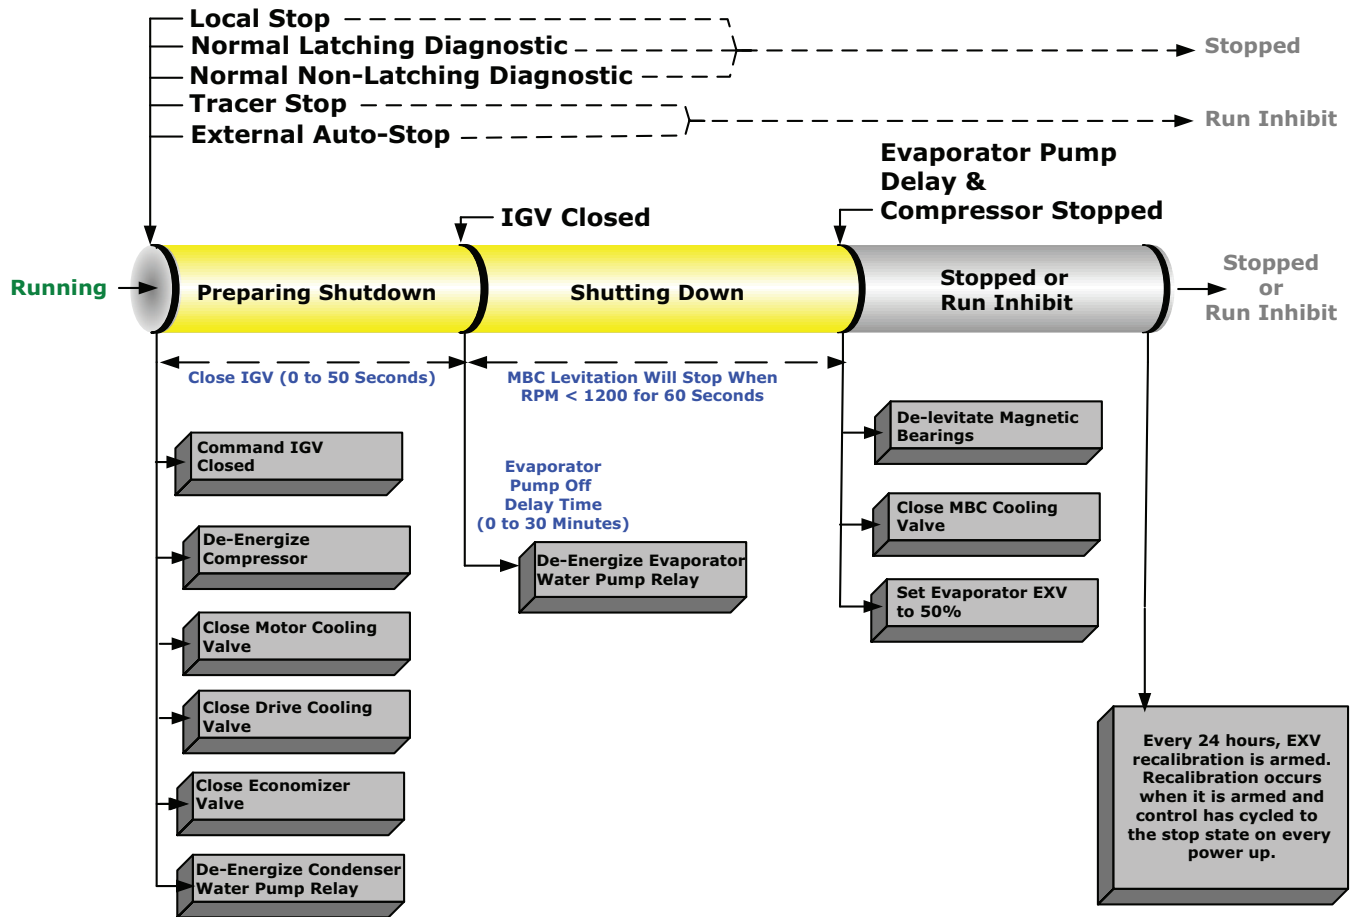 Local Stop
Normal Latching Diagnostic
Normal Non-Latching Diagnostic
Tracer Stop
External Auto-Stop
Stopped
Run Inhibit
IGV Closed
Evaporator Pump
Delay &
Compressor Stopped
Running
Preparing Shutdown
Shutting Down
Stopped or
Run Inhibit
Stopped
or
Run Inhibit
Close IGV (0 to 50 Seconds)
MBC Levitation Will Stop When
RPM < 1200 for 60 Seconds
Command IGV
Closed
De-Energize
Compressor
Close Motor Cooling
Valve
Close Drive Cooling
Valve
Close Economizer
Valve
De-Energize Condenser
Water Pump Relay
Evaporator
Pump Off
Delay Time
(0 to 30 Minutes)
De-Energize Evaporator
Water Pump Relay
De-levitate Magnetic
Bearings
Close MBC Cooling
Valve
Set Evaporator EXV
to 50%
Every 24 hours, EXV
recalibration is armed.
Recalibration occurs
when it is armed and
control has cycled to
the stop state on every
power up.